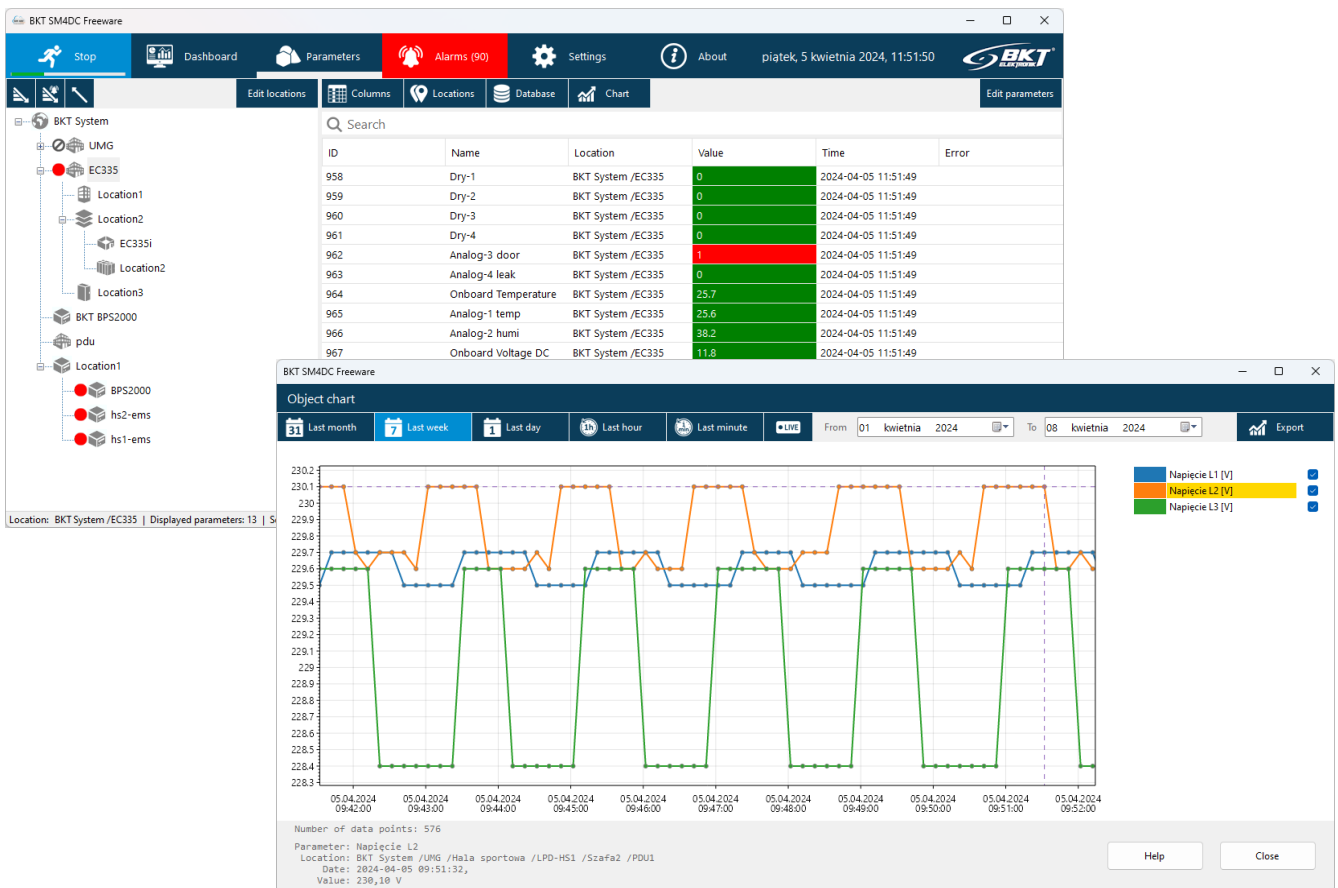 BKT SM4DC Freeware
Stop
Dashboard
Parameters
Alarms (90)
Settings
About
piątek, 5 kwietnia 2024, 11:51:50
BKT ELEKTRONIK
Edit locations
Columns
Locations
Database
Chart
Edit parameters
BKT System
UMG
EC335
Location1
Location2
EC335i
Location2
Location3
BKT BPS2000
pdu
Location1
BPS2000
hs2-ems
hs1-ems
Search
ID Name Location Value Time Error
958 Dry-1 BKT System /EC335 0 2024-04-05 11:51:49
959 Dry-2 BKT System /EC335 0 2024-04-05 11:51:49
960 Dry-3 BKT System /EC335 0 2024-04-05 11:51:49
961 Dry-4 BKT System /EC335 0 2024-04-05 11:51:49
962 Analog-3 door BKT System /EC335 1 2024-04-05 11:51:49
963 Analog-4 leak BKT System /EC335 0 2024-04-05 11:51:49
964 Onboard Temperature BKT System /EC335 25.7 2024-04-05 11:51:49
965 Analog-1 temp BKT System /EC335 25.6 2024-04-05 11:51:49
966 Analog-2 humi BKT System /EC335 38.2 2024-04-05 11:51:49
967 Onboard Voltage DC BKT System /EC335 11.8 2024-04-05 11:51:49
Location: BKT System /EC335 | Displayed parameters: 13 |
BKT SM4DC Freeware
Object chart
31 Last month
7 Last week
1 Last day
1h Last hour
1 min Last minute
LIVE
From 01 kwietnia 2024
To 08 kwietnia 2024
Export
230.2
230.1
230
229.9
229.8
229.7
229.6
229.5
229.4
229.3
229.2
229.1
229
228.9
228.8
228.7
228.6
228.5
228.4
228.3
05.04.2024 05.04.2024 05.04.2024 05.04.2024 05.04.2024 05.04.2024 05.04.2024 05.04.2024 05.04.2024 05.04.2024 05.04.2024
09:42:00 09:43:00 09:44:00 09:45:00 09:46:00 09:47:00 09:48:00 09:49:00 09:50:00 09:51:00 09:52:00
Napięcie L1 [V]
Napięcie L2 [V]
Napięcie L3 [V]
Number of data points: 576
Parameter: Napięcie L2
Location: BKT System /UMG /Hala sportowa /LPD-HS1 /Szafa2 /PDU1
Date: 2024-04-05 09:51:32,
Value: 230,10 V
Help
Close